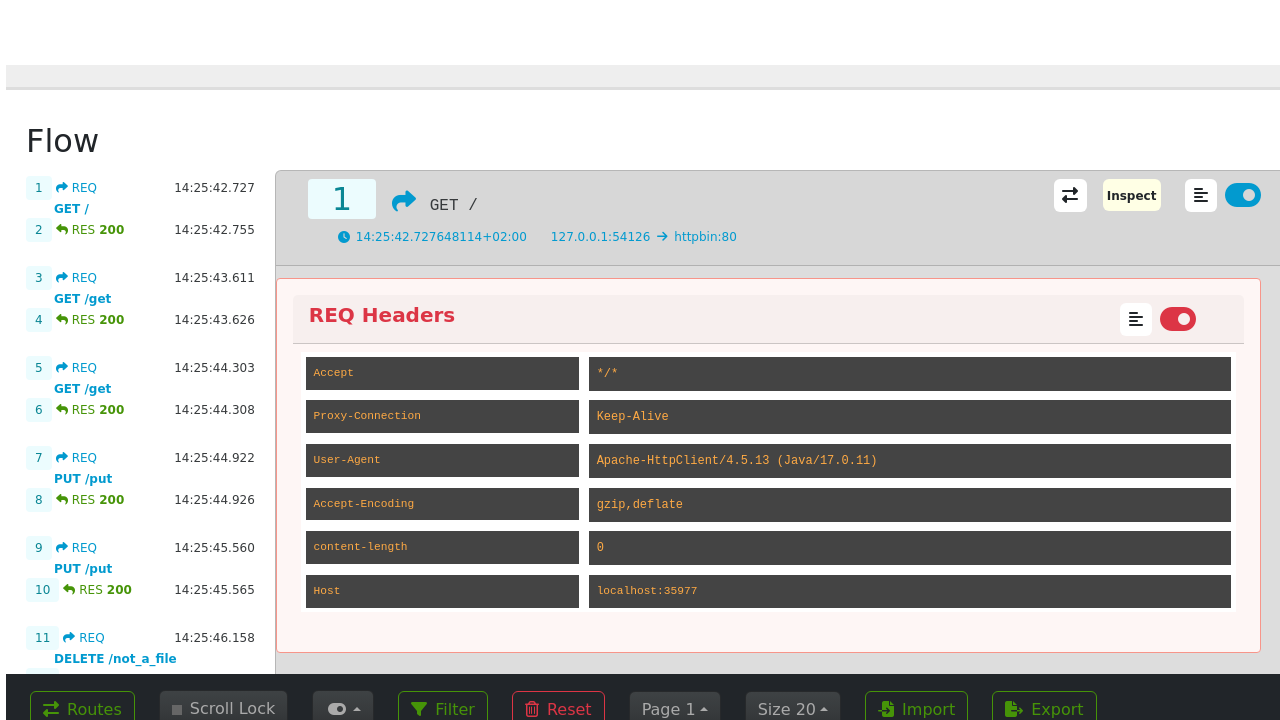 Flow
1 REQ 14:25:42.727
GET /
2 RES 200 14:25:42.755
3 REQ 14:25:43.611
GET /get
4 RES 200 14:25:43.626
5 REQ 14:25:44.303
GET /get
6 RES 200 14:25:44.308
7 REQ 14:25:44.922
PUT /put
8 RES 200 14:25:44.926
9 REQ 14:25:45.560
PUT /put
10 RES 200 14:25:45.565
11 REQ 14:25:46.158
DELETE /not_a_file
1 GET / Inspect
14:25:42.727648114+02:00 127.0.0.1:54126 → httpbin:80
REQ Headers
Accept */*
Proxy-Connection Keep-Alive
User-Agent Apache-HttpClient/4.5.13 (Java/17.0.11)
Accept-Encoding gzip,deflate
content-length 0
Host localhost:35977
Routes Scroll Lock Filter Reset Page 1 Size 20 Import Export